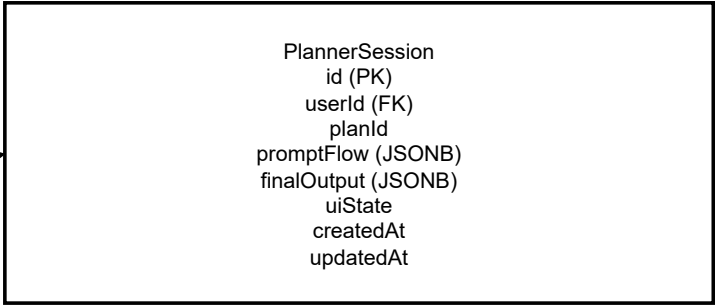 PlannerSession
id (PK)
userId (FK)
planId
promptFlow (JSONB)
finalOutput (JSONB)
uiState
createdAt
updatedAt